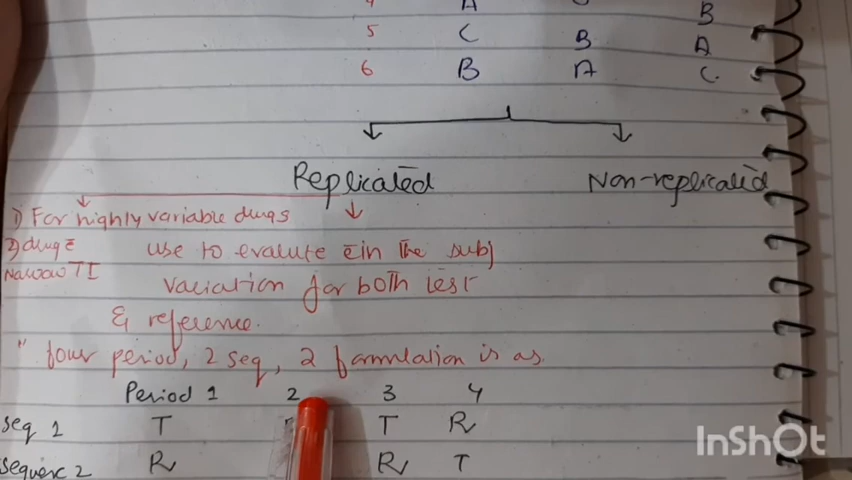 4 A B
5 C B A
6 B A C
Replicated Non-replicated
1) For highly variable drugs
2) drug c̄ use to evalute c̄in the subj
Narrow TI variation for both test
& reference.
" four period, 2 seq, 2 formulation is as
Period 1 2 3 4
Seq 1 T T R
Sequence 2 R R T
InShOt